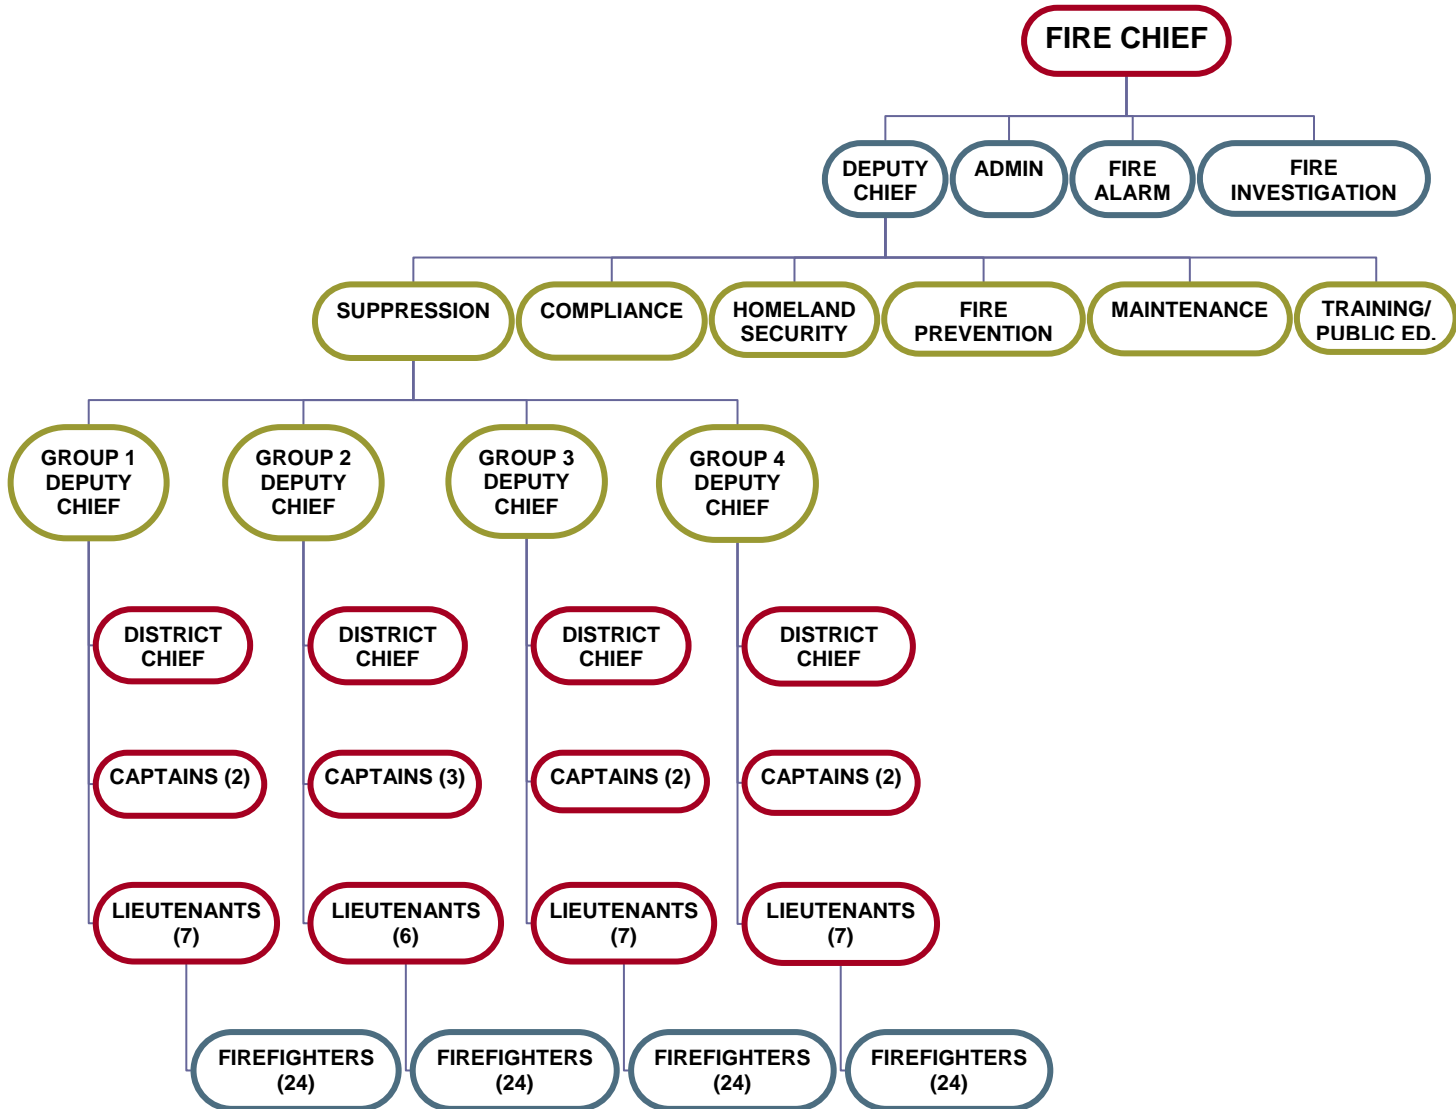 FIRE CHIEF
DEPUTY
CHIEF
ADMIN
FIRE
ALARM
FIRE
INVESTIGATION
SUPPRESSION
COMPLIANCE
HOMELAND
SECURITY
FIRE
PREVENTION
MAINTENANCE
TRAINING/
PUBLIC ED.
GROUP 1
DEPUTY
CHIEF
GROUP 2
DEPUTY
CHIEF
GROUP 3
DEPUTY
CHIEF
GROUP 4
DEPUTY
CHIEF
DISTRICT
CHIEF
DISTRICT
CHIEF
DISTRICT
CHIEF
DISTRICT
CHIEF
CAPTAINS (2)
CAPTAINS (3)
CAPTAINS (2)
CAPTAINS (2)
LIEUTENANTS
(7)
LIEUTENANTS
(6)
LIEUTENANTS
(7)
LIEUTENANTS
(7)
FIREFIGHTERS
(24)
FIREFIGHTERS
(24)
FIREFIGHTERS
(24)
FIREFIGHTERS
(24)